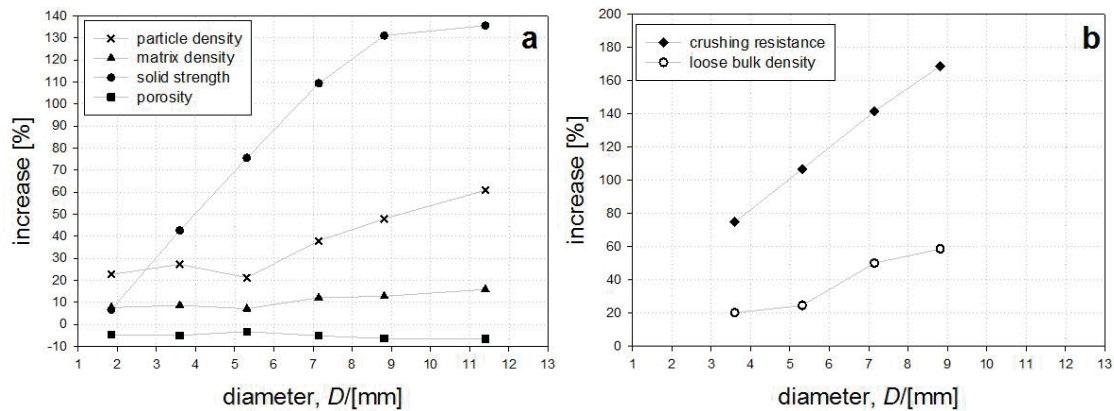 a
particle density
matrix density
solid strength
porosity
140
130
120
110
100
90
80
70
60
50
40
30
20
10
0
-10
increase [%]
1 2 3 4 5 6 7 8 9 10 11 12 13
diameter, D/[mm]
b
crushing resistance
loose bulk density
200
180
160
140
120
100
80
60
40
20
0
increase [%]
1 2 3 4 5 6 7 8 9 10 11 12 13
diameter, D/[mm]